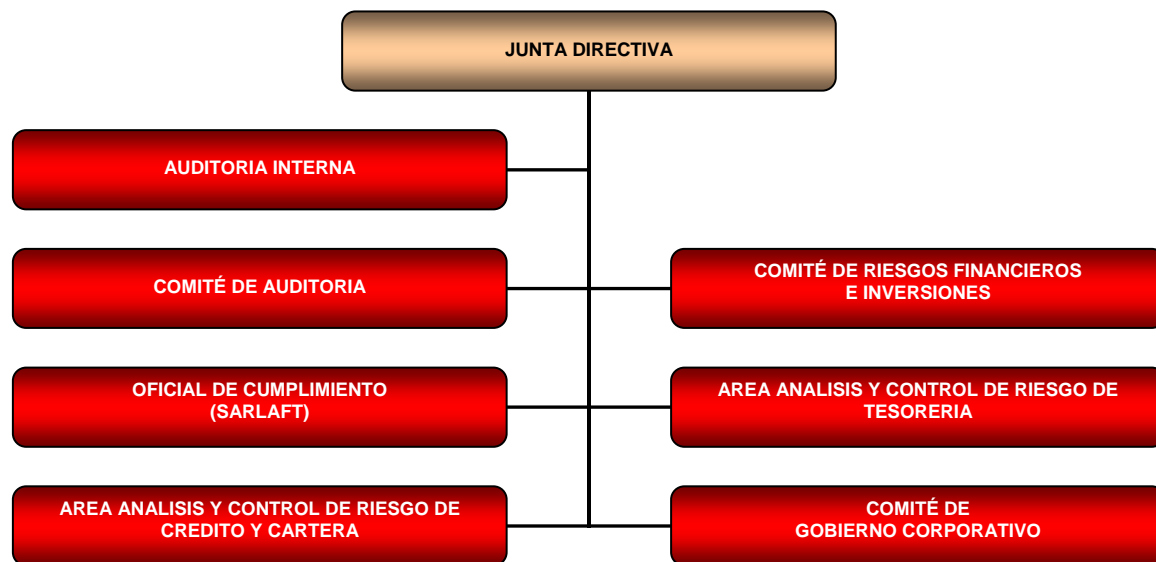 JUNTA DIRECTIVA
AUDITORIA INTERNA
COMITÉ DE AUDITORIA
COMITÉ DE RIESGOS FINANCIEROS
E INVERSIONES
OFICIAL DE CUMPLIMIENTO
(SARLAFT)
AREA ANALISIS Y CONTROL DE RIESGO DE
TESORERIA
AREA ANALISIS Y CONTROL DE RIESGO DE
CREDITO Y CARTERA
COMITÉ DE
GOBIERNO CORPORATIVO